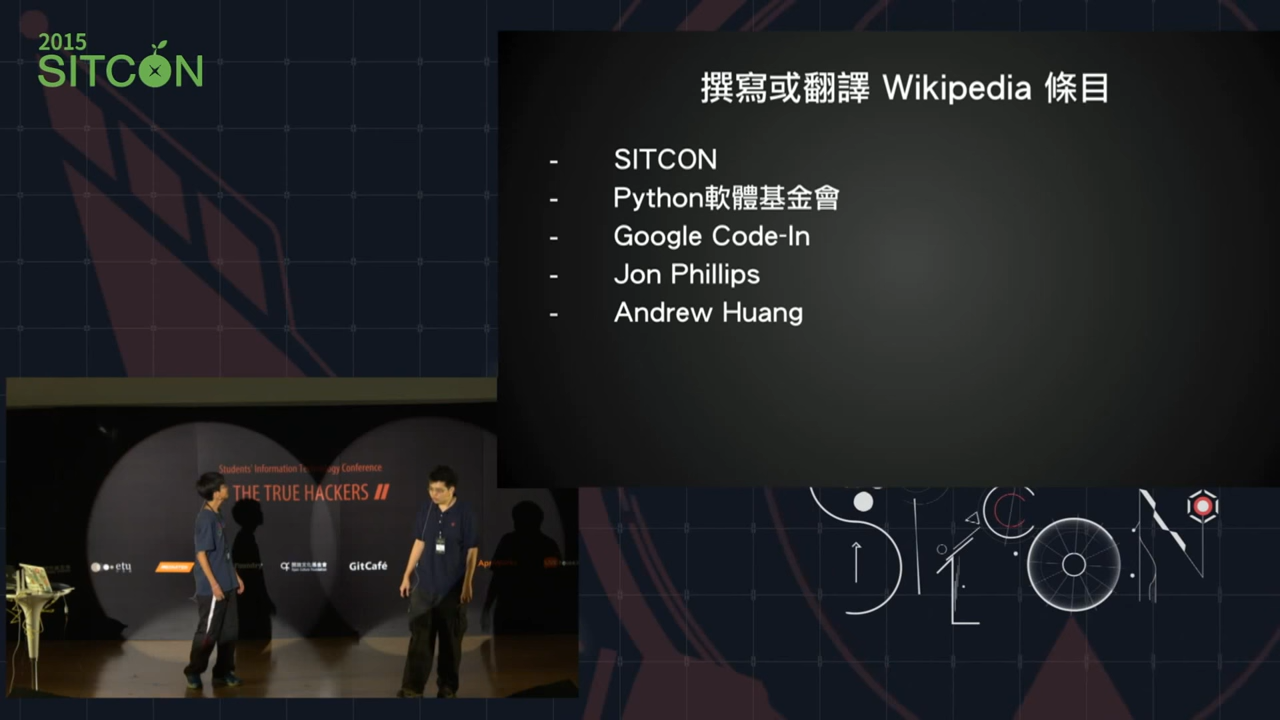 2015
SITCON
撰寫或翻譯 Wikipedia 條目
- SITCON
- Python軟體基金會
- Google Code-In
- Jon Phillips
- Andrew Huang
Students' Information Technology Conference
THE TRUE HACKERS
etu
GitCafé
SITCON